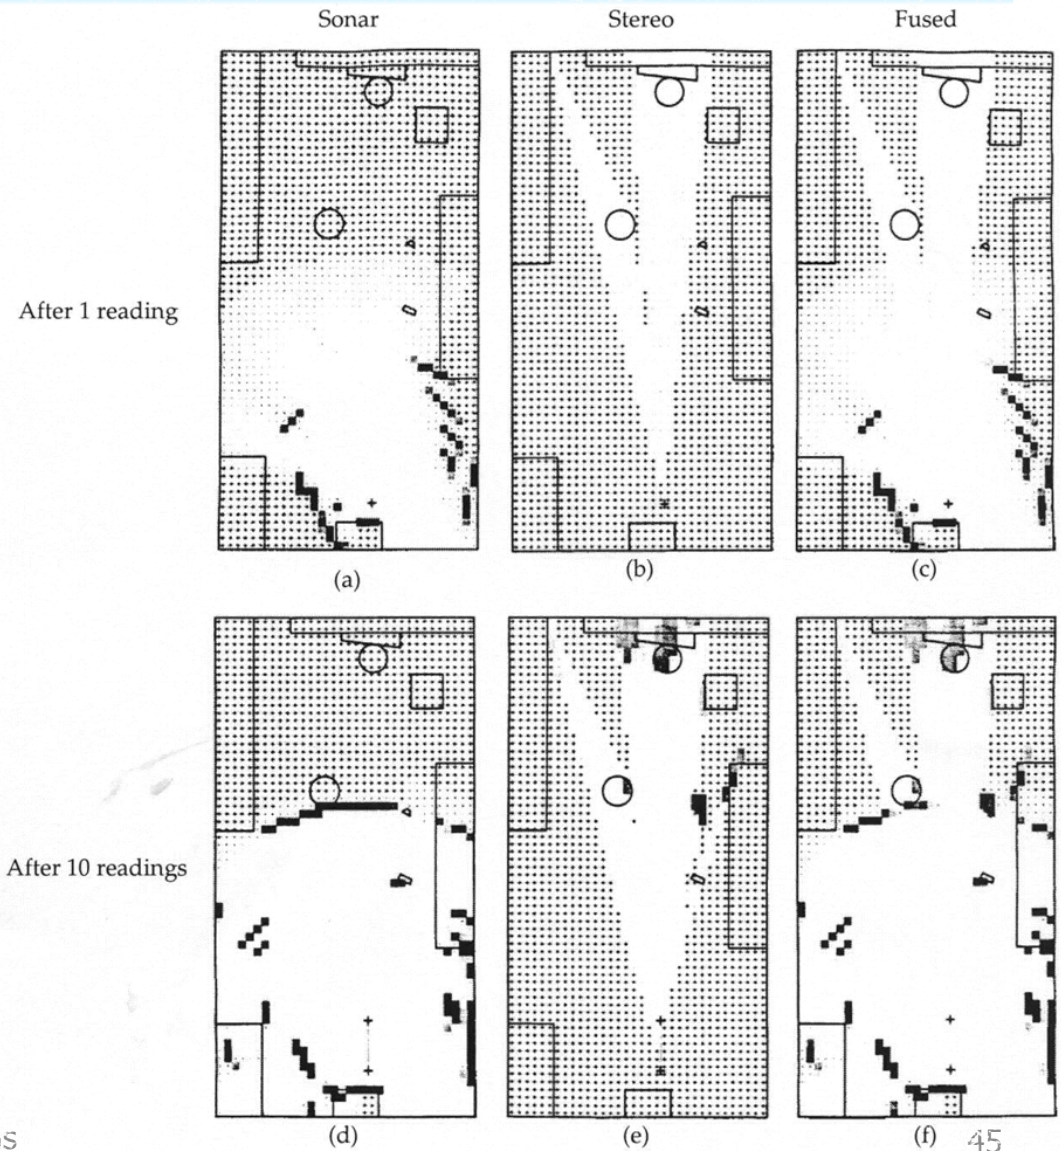 Sonar Stereo Fused
After 1 reading
(a) (b) (c)
After 10 readings
(d) (e) (f)
45